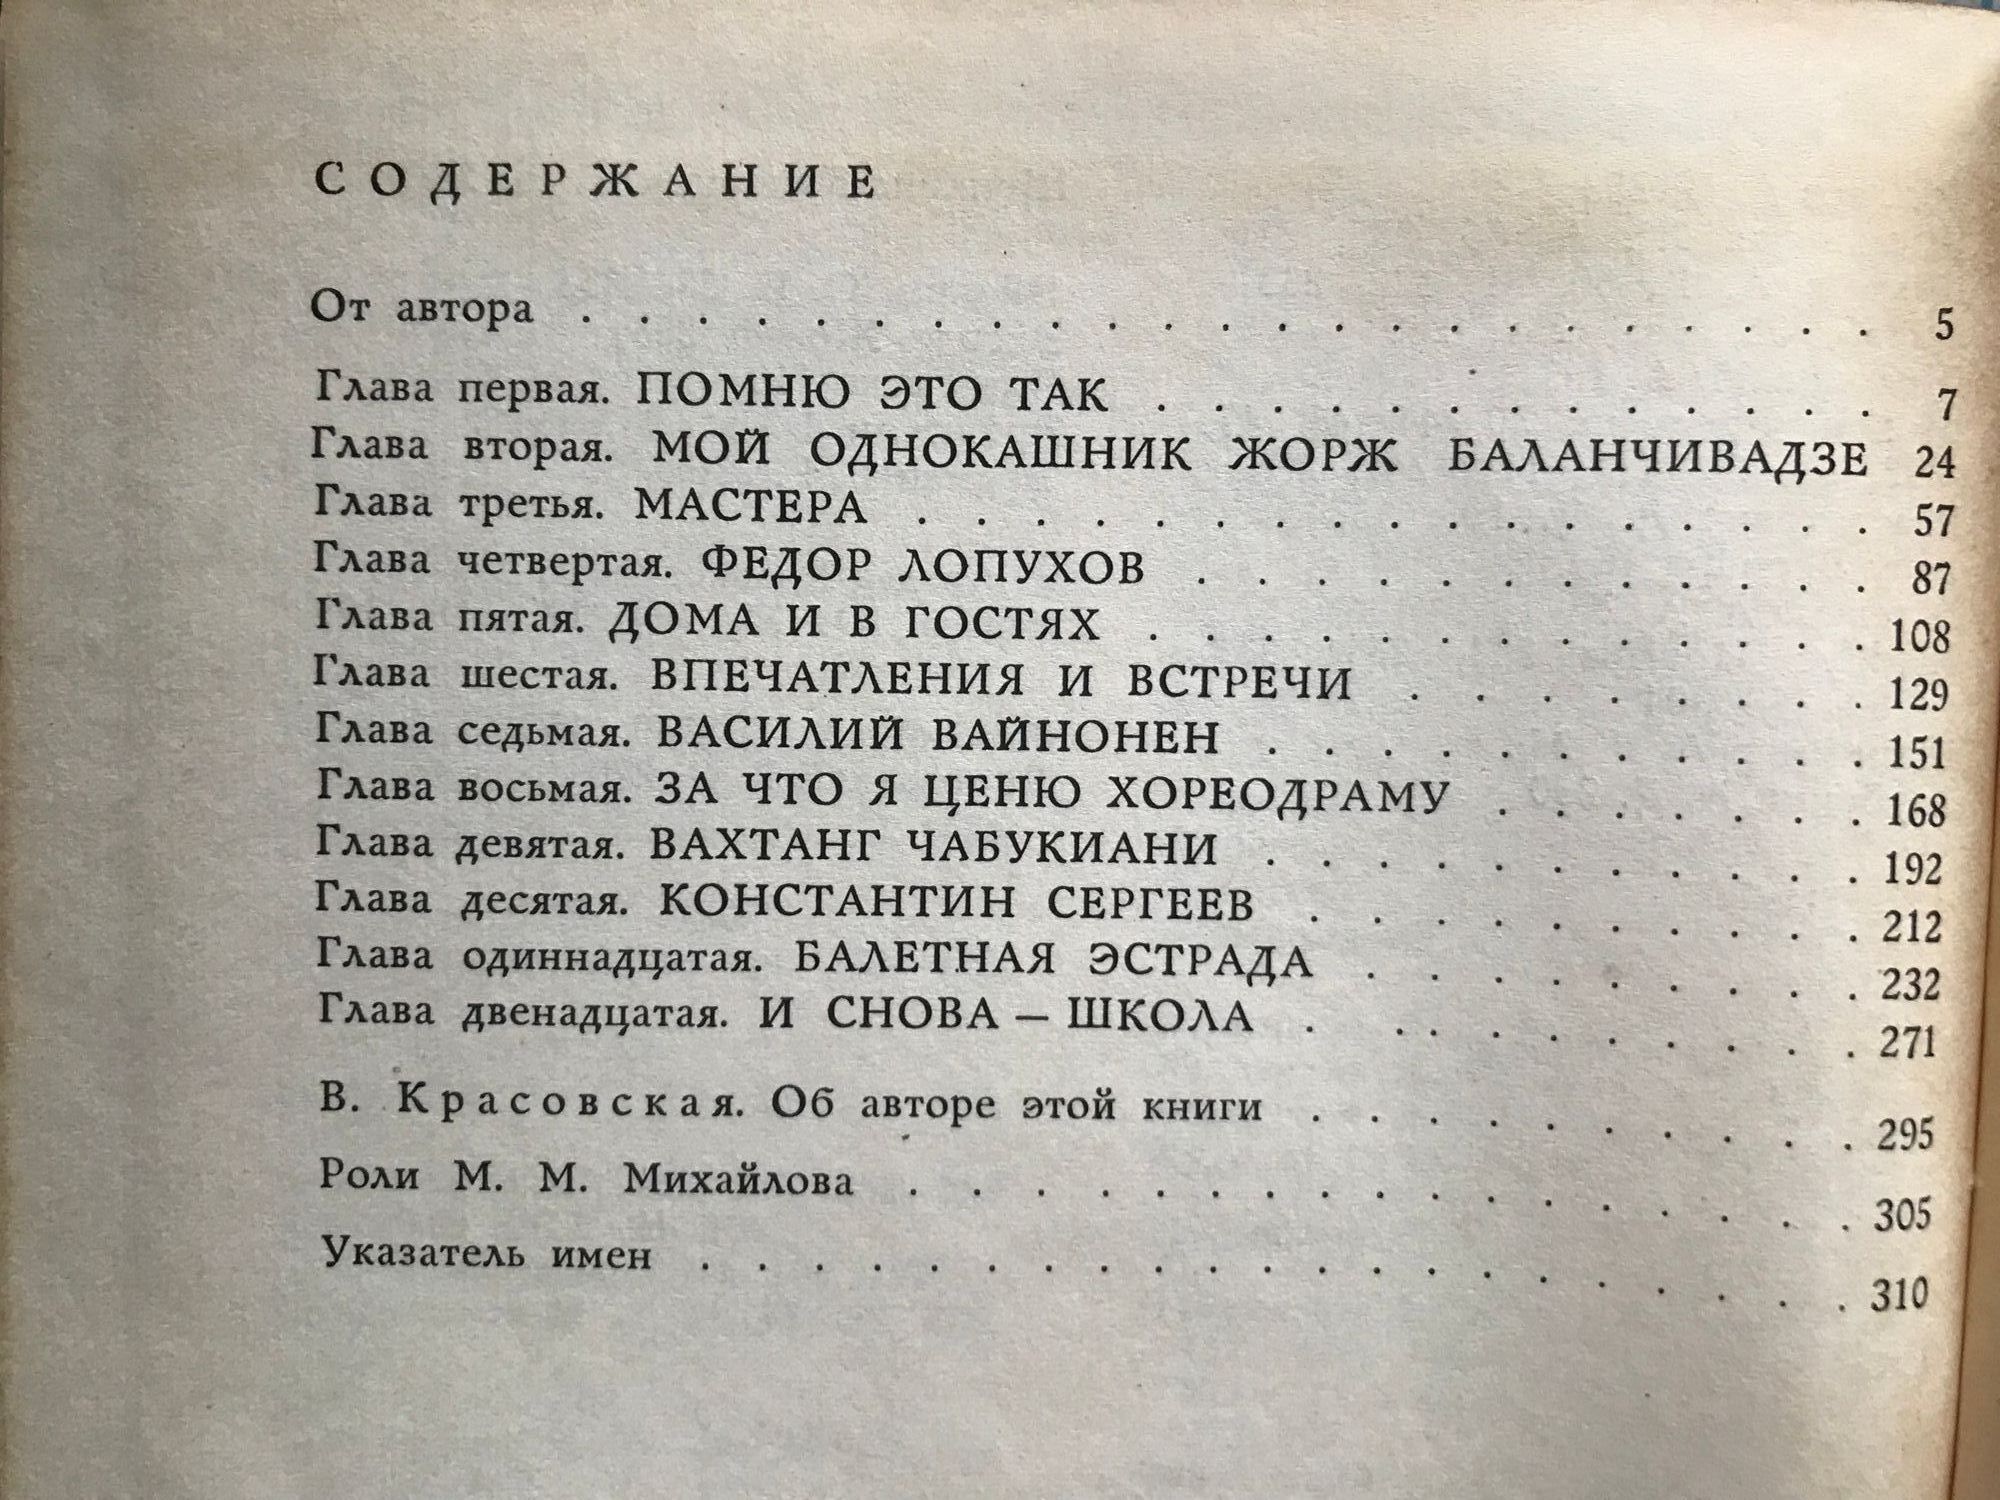 СОДЕРЖАНИЕ
От автора . . . . . . . . . . . . . . . . . . . . . . . 5
Глава первая. ПОМНЮ ЭТО ТАК . . . . . . . . . . . . . 7
Глава вторая. МОЙ ОДНОКАШНИК ЖОРЖ БАЛАНЧИВАДЗЕ 24
Глава третья. МАСТЕРА . . . . . . . . . . . . . . . . . 57
Глава четвертая. ФЕДОР ЛОПУХОВ . . . . . . . . . . . . 87
Глава пятая. ДОМА И В ГОСТЯХ . . . . . . . . . . . . . 108
Глава шестая. ВПЕЧАТЛЕНИЯ И ВСТРЕЧИ . . . . . . . . . 129
Глава седьмая. ВАСИЛИЙ ВАЙНОНЕН . . . . . . . . . . . 151
Глава восьмая. ЗА ЧТО Я ЦЕНЮ ХОРЕОДРАМУ . . . . . . . 168
Глава девятая. ВАХТАНГ ЧАБУКИАНИ . . . . . . . . . . . 192
Глава десятая. КОНСТАНТИН СЕРГЕЕВ . . . . . . . . . . 212
Глава одиннадцатая. БАЛЕТНАЯ ЭСТРАДА . . . . . . . . . 232
Глава двенадцатая. И СНОВА — ШКОЛА . . . . . . . . . . 271
В. Красовская. Об авторе этой книги . . . . . . . . . . 295
Роли М. М. Михайлова . . . . . . . . . . . . . . . . . 305
Указатель имен . . . . . . . . . . . . . . . . . . . . . 310